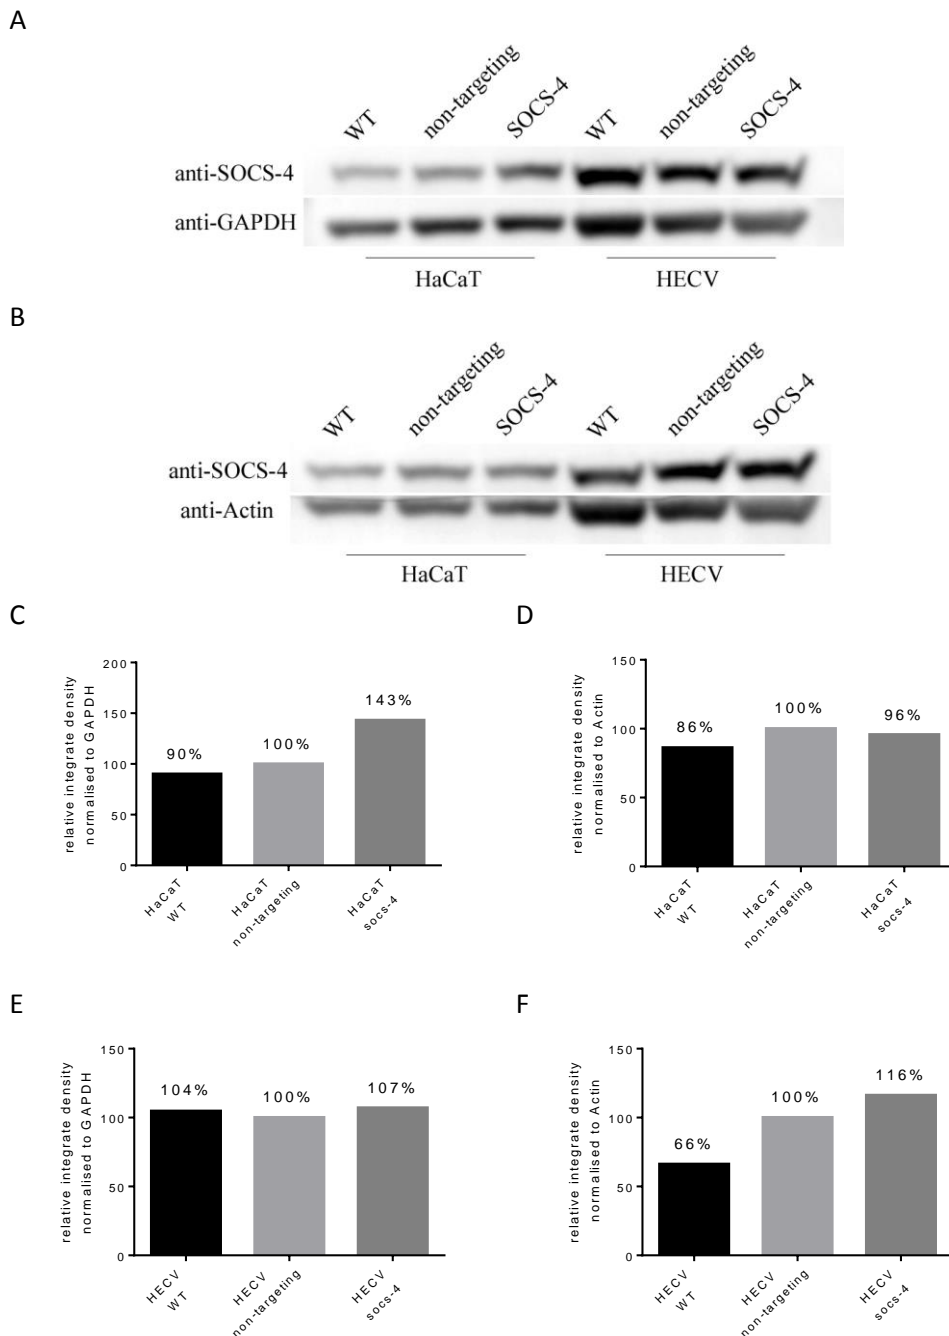 A
WT non-targeting SOCS-4 WT non-targeting SOCS-4
anti-SOCS-4
anti-GAPDH
HaCaT HECV
B
WT non-targeting SOCS-4 WT non-targeting SOCS-4
anti-SOCS-4
anti-Actin
HaCaT HECV
C
relative integrate density
normalised to GAPDH
200
150
100
50
0
90% 100% 143%
HaCaT WT
HaCaT non-targeting
HaCaT socs-4
D
relative integrate density
normalised to Actin
150
100
50
0
86% 100% 96%
HaCaT WT
HaCaT non-targeting
HaCaT socs-4
E
relative integrate density
normalised to GAPDH
150
100
50
0
104% 100% 107%
HECV WT
HECV non-targeting
HECV socs-4
F
relative integrate density
normalised to Actin
150
100
50
0
66% 100% 116%
HECV WT
HECV non-targeting
HECV socs-4